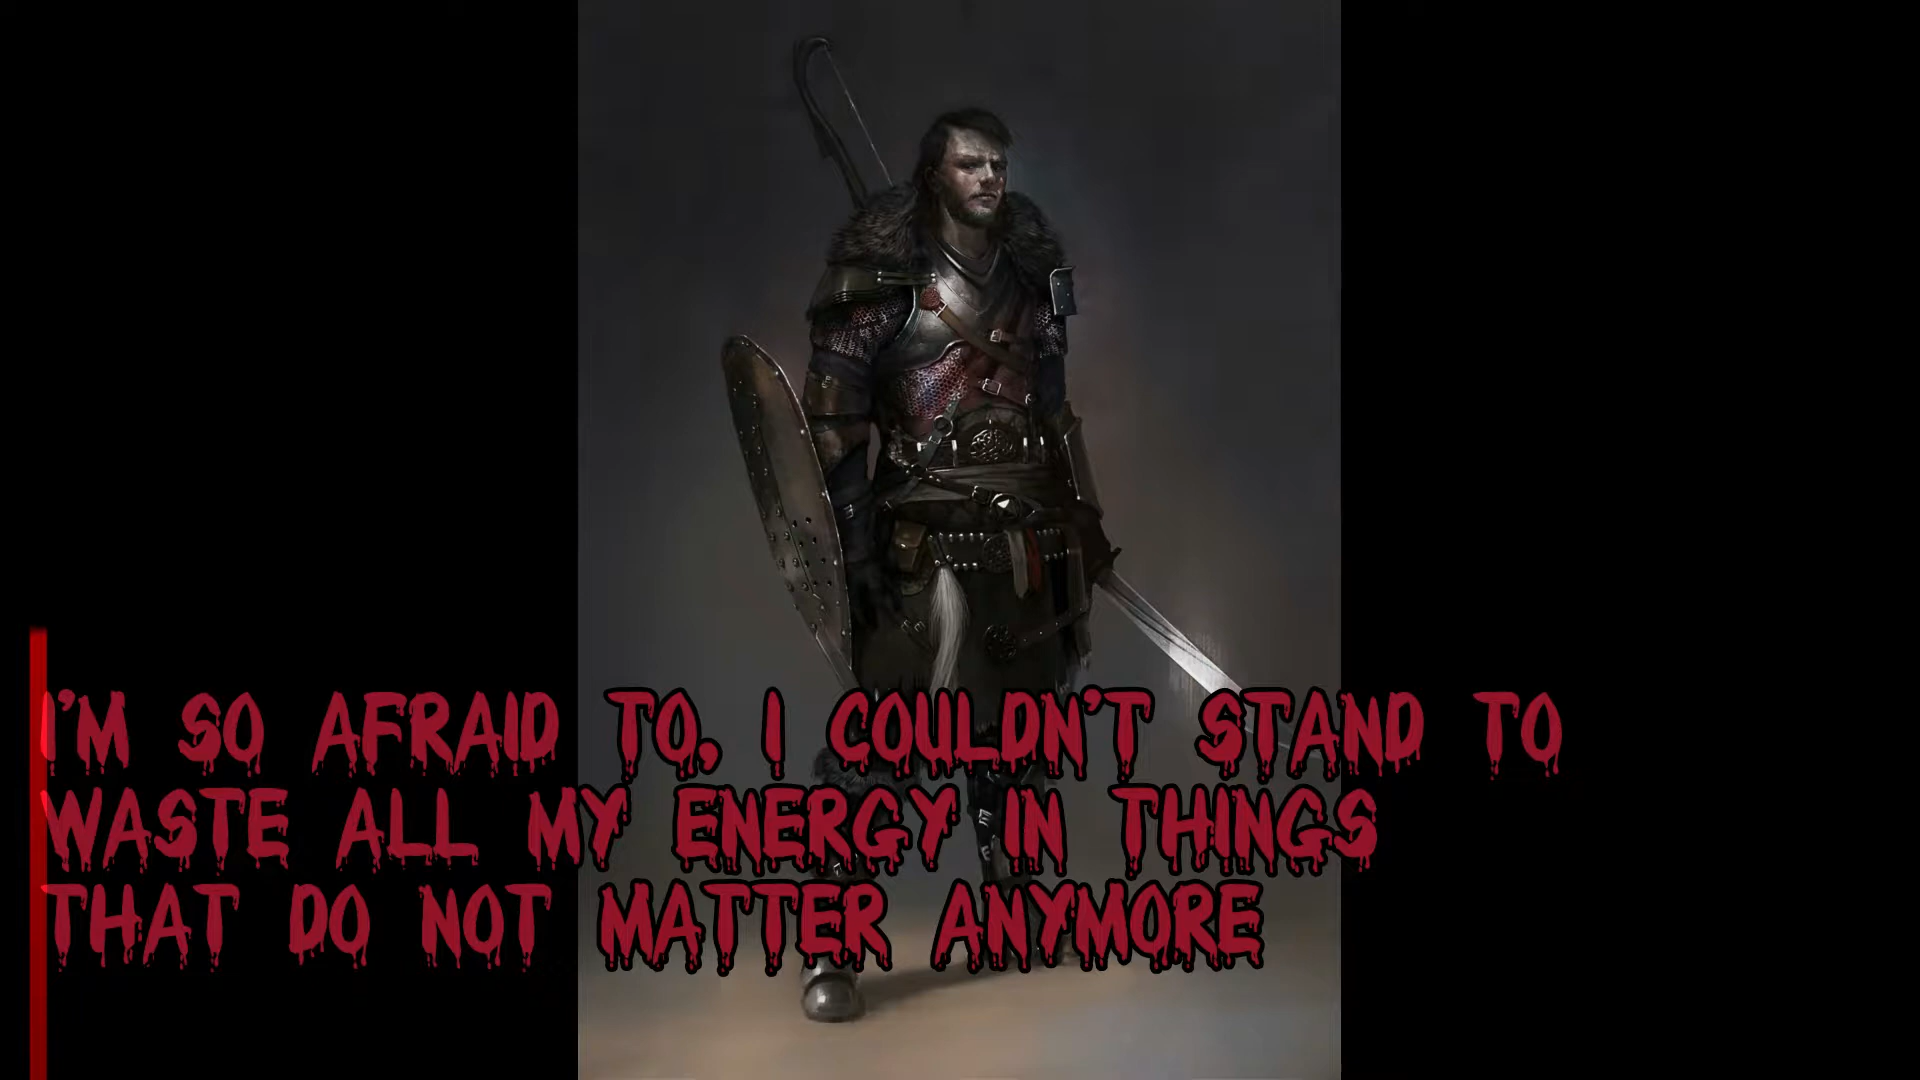 I'M SO AFRAID TO, I COULDN'T STAND TO
WASTE ALL MY ENERGY IN THINGS
THAT DO NOT MATTER ANYMORE